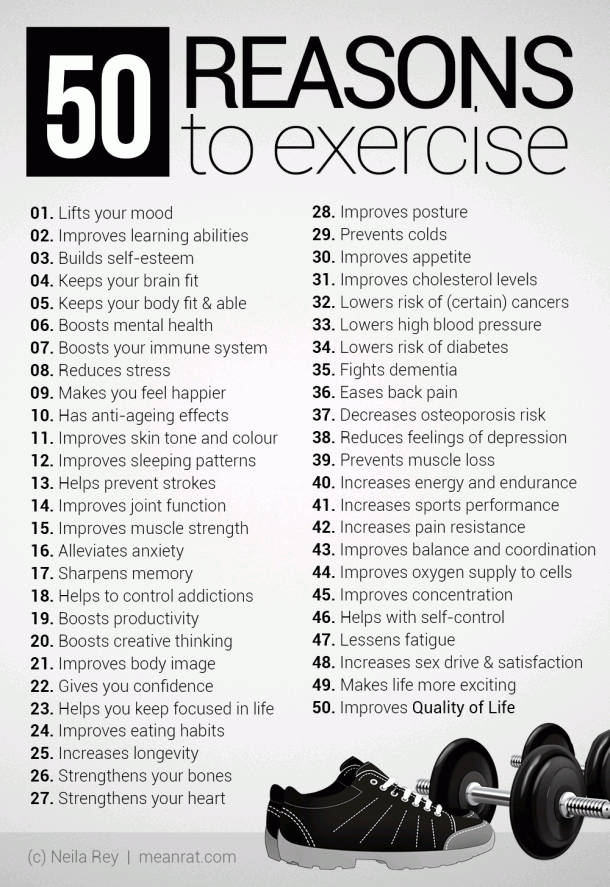 50 REASONS
to exercise
01. Lifts your mood
02. Improves learning abilities
03. Builds self-esteem
04. Keeps your brain fit
05. Keeps your body fit & able
06. Boosts mental health
07. Boosts your immune system
08. Reduces stress
09. Makes you feel happier
10. Has anti-ageing effects
11. Improves skin tone and colour
12. Improves sleeping patterns
13. Helps prevent strokes
14. Improves joint function
15. Improves muscle strength
16. Alleviates anxiety
17. Sharpens memory
18. Helps to control addictions
19. Boosts productivity
20. Boosts creative thinking
21. Improves body image
22. Gives you confidence
23. Helps you keep focused in life
24. Improves eating habits
25. Increases longevity
26. Strengthens your bones
27. Strengthens your heart
28. Improves posture
29. Prevents colds
30. Improves appetite
31. Improves cholesterol levels
32. Lowers risk of (certain) cancers
33. Lowers high blood pressure
34. Lowers risk of diabetes
35. Fights dementia
36. Eases back pain
37. Decreases osteoporosis risk
38. Reduces feelings of depression
39. Prevents muscle loss
40. Increases energy and endurance
41. Increases sports performance
42. Increases pain resistance
43. Improves balance and coordination
44. Improves oxygen supply to cells
45. Improves concentration
46. Helps with self-control
47. Lessens fatigue
48. Increases sex drive & satisfaction
49. Makes life more exciting
50. Improves Quality of Life
(c) Neila Rey | meanrat.com